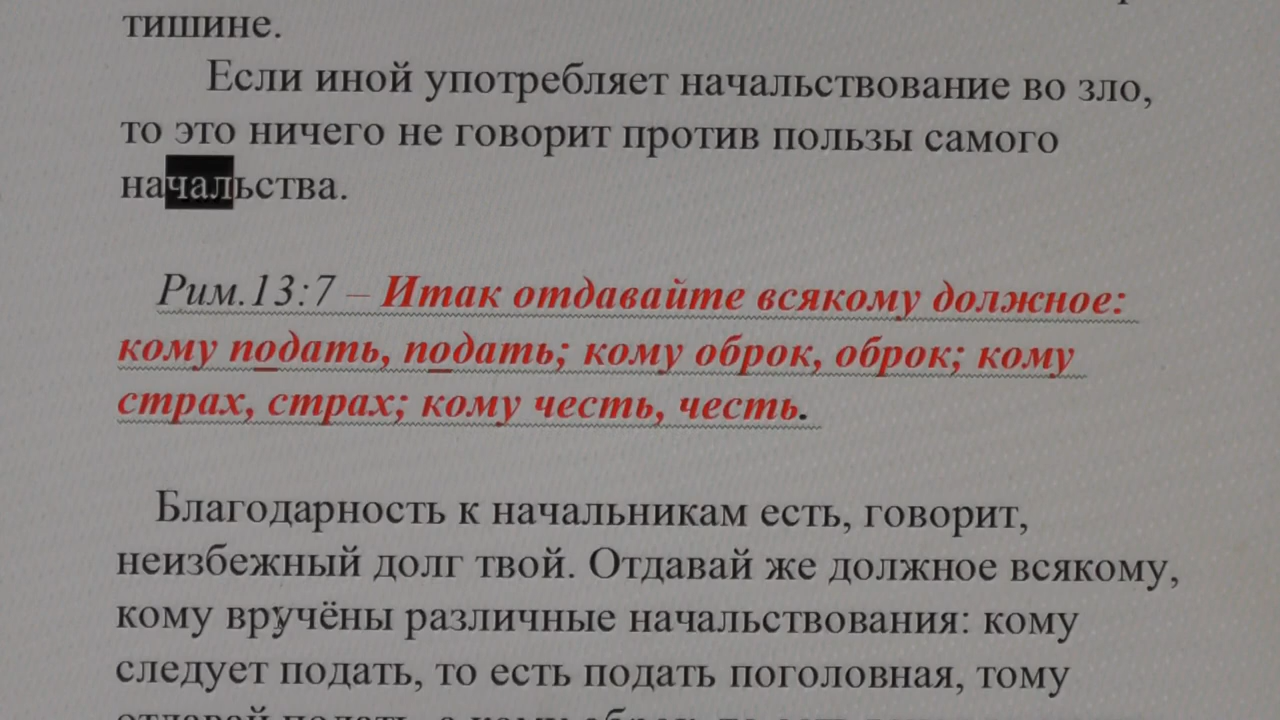 тишине.
Если иной употребляет начальствование во зло,
то это ничего не говорит против пользы самого
начальства.
Рим.13:7 – Итак отдавайте всякому должное:
кому подать, подать; кому оброк, оброк; кому
страх, страх; кому честь, честь.
Благодарность к начальникам есть, говорит,
неизбежный долг твой. Отдавай же должное всякому,
кому вручёны различные начальствования: кому
следует подать, то есть подать поголовная, тому